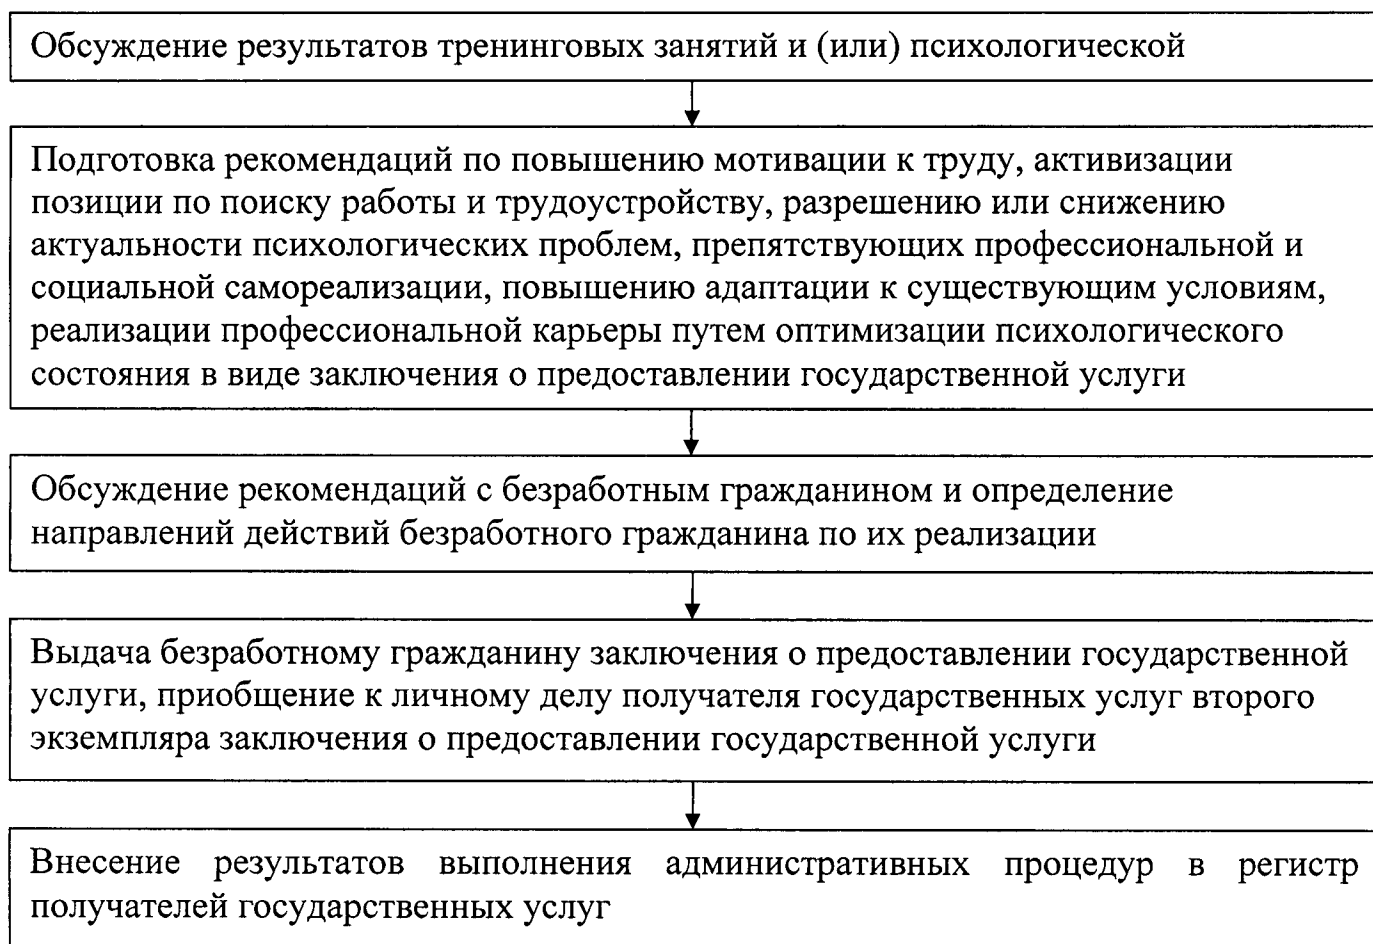 Обсуждение результатов тренинговых занятий и (или) психологической
Подготовка рекомендаций по повышению мотивации к труду, активизации
позиции по поиску работы и трудоустройству, разрешению или снижению
актуальности психологических проблем, препятствующих профессиональной и
социальной самореализации, повышению адаптации к существующим условиям,
реализации профессиональной карьеры путем оптимизации психологического
состояния в виде заключения о предоставлении государственной услуги
Обсуждение рекомендаций с безработным гражданином и определение
направлений действий безработного гражданина по их реализации
Выдача безработному гражданину заключения о предоставлении государственной
услуги, приобщение к личному делу получателя государственных услуг второго
экземпляра заключения о предоставлении государственной услуги
Внесение результатов выполнения административных процедур в регистр
получателей государственных услуг